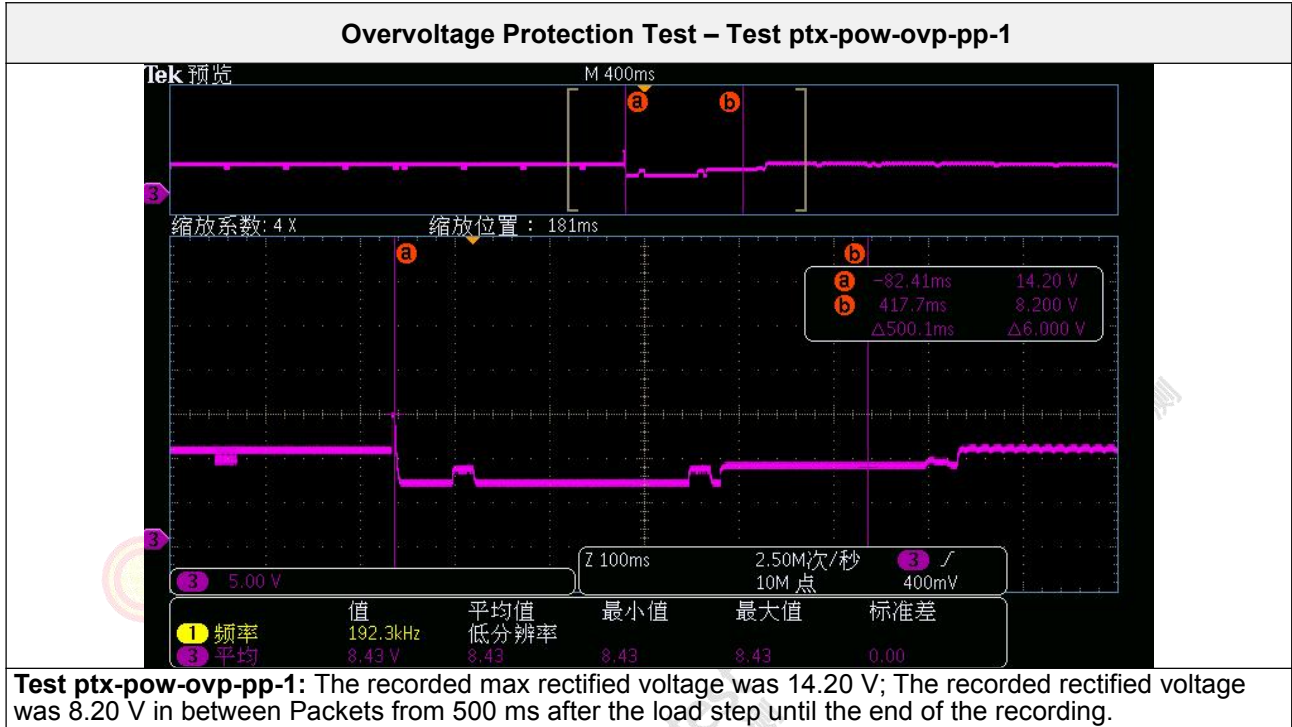 Overvoltage Protection Test – Test ptx-pow-ovp-pp-1
Tek 预览
M 400ms
a
b
3
缩放系数: 4 X
缩放位置： 181ms
a
b
a -82.41ms 14.20 V
b 417.7ms 8.200 V
△500.1ms △6.000 V
3
3 5.00 V
Z 100ms
2.50M次/秒
10M 点
3
400mV
值 平均值 最小值 最大值 标准差
1 频率 192.3kHz 低分辨率
3 平均 8.43 V 8.43 8.43 8.43 0.00
测
Test ptx-pow-ovp-pp-1: The recorded max rectified voltage was 14.20 V; The recorded rectified voltage
was 8.20 V in between Packets from 500 ms after the load step until the end of the recording.